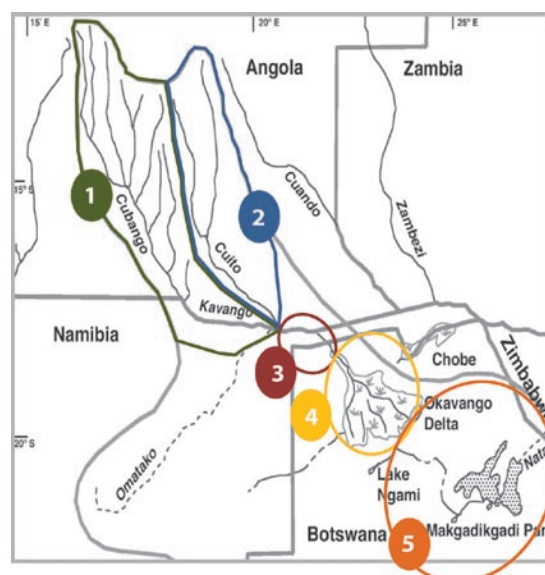 15' E
20° E
25° E
Angola
Zambia
15° S
1
2
Cubango
Cuito
Cuando
Zambezi
Kavango
Namibia
3
Chobe
Zimbabw
4
Okavango
Delta
20° S
Omatako
Lake
Ngami
Nata
Makgadikgadi Pan
Botswana
5